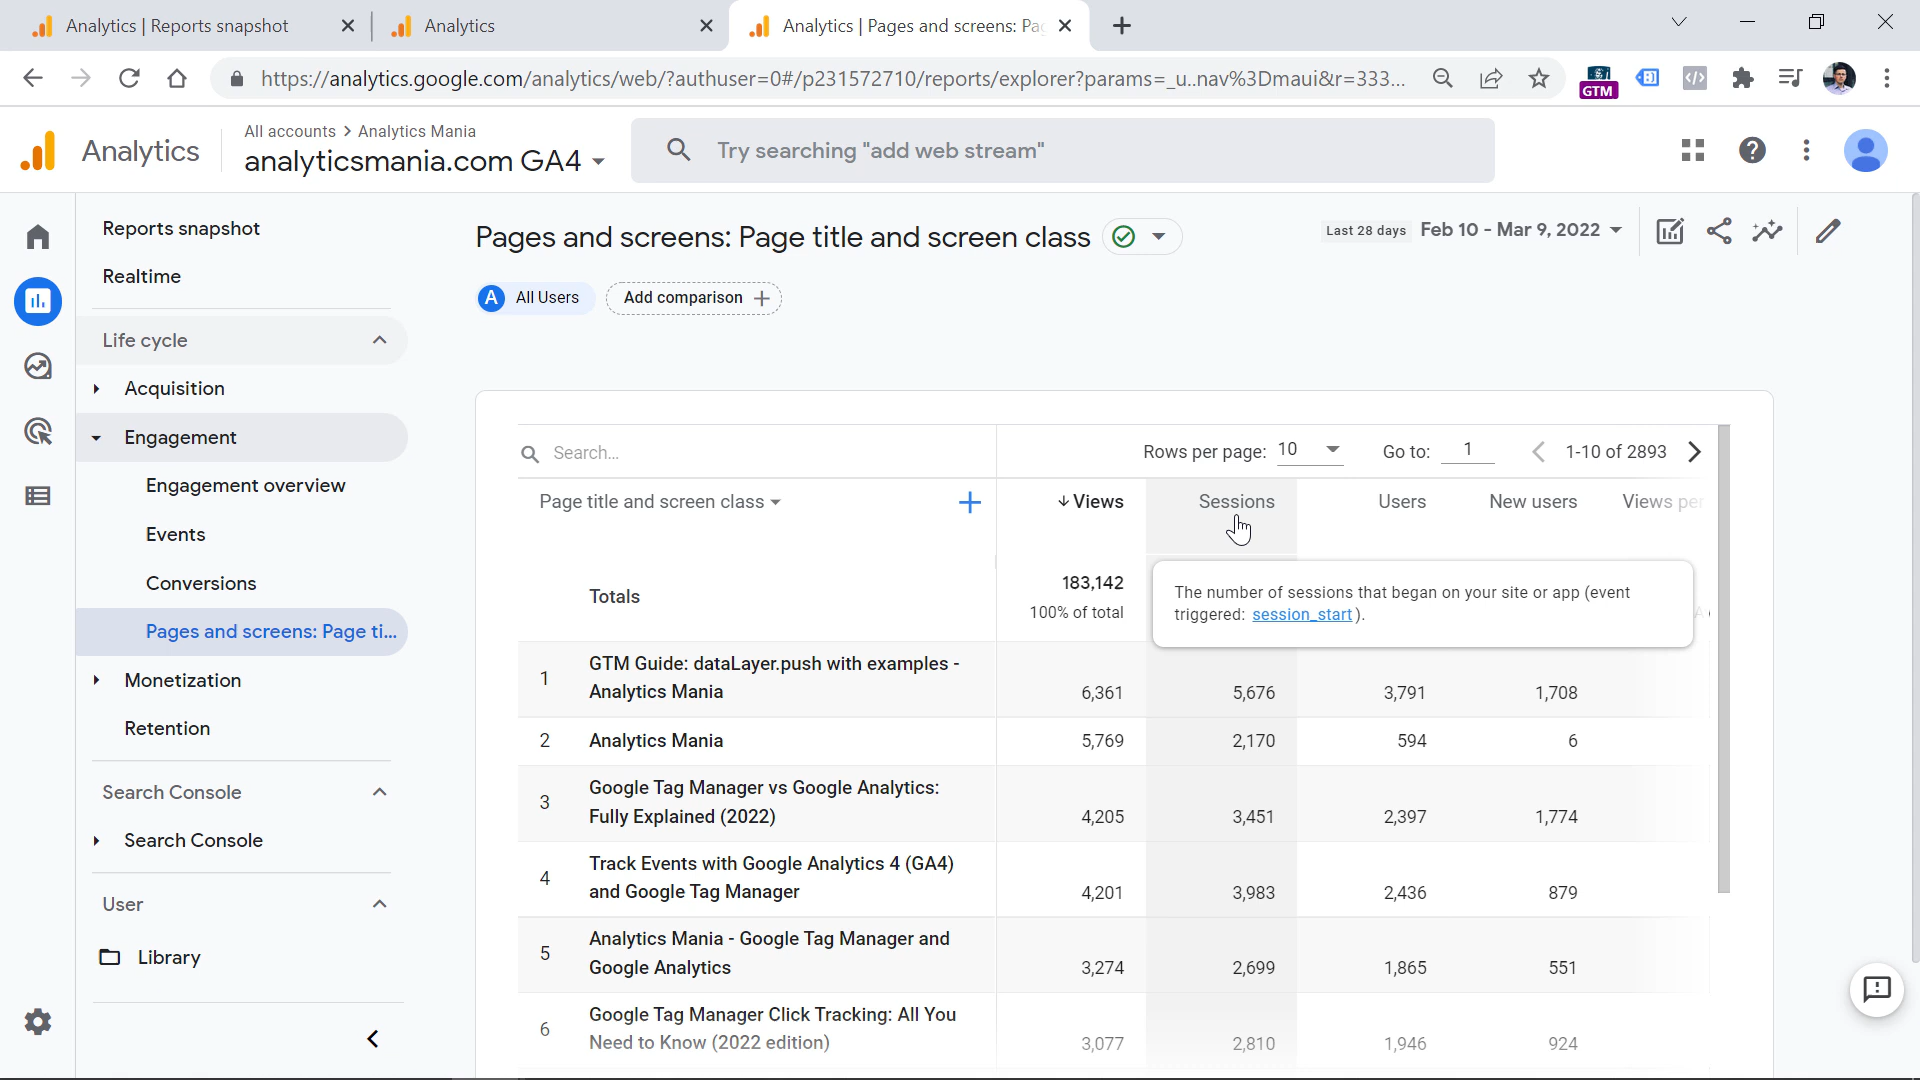 Analytics | Reports snapshot
Analytics
Analytics | Pages and screens: Pag
https://analytics.google.com/analytics/web/?authuser=0#/p231572710/reports/explorer?params=_u..nav%3Dmaui&r=333...
GTM
Analytics
All accounts > Analytics Mania
analyticsmania.com GA4
Try searching "add web stream"
Reports snapshot
Realtime
Life cycle
Acquisition
Engagement
Engagement overview
Events
Conversions
Pages and screens: Page ti...
Monetization
Retention
Search Console
Search Console
User
Library
Pages and screens: Page title and screen class
Last 28 days Feb 10 - Mar 9, 2022
A All Users
Add comparison +
Search...
Rows per page: 10
Go to: 1
1-10 of 2893
Page title and screen class
Views Sessions Users New users Views per
Totals
183,142
100% of total
The number of sessions that began on your site or app (event
triggered: session_start).
1 GTM Guide: dataLayer.push with examples -
Analytics Mania
6,361 5,676 3,791 1,708
2 Analytics Mania 5,769 2,170 594 6
3 Google Tag Manager vs Google Analytics:
Fully Explained (2022)
4,205 3,451 2,397 1,774
4 Track Events with Google Analytics 4 (GA4)
and Google Tag Manager
4,201 3,983 2,436 879
5 Analytics Mania - Google Tag Manager and
Google Analytics
3,274 2,699 1,865 551
6 Google Tag Manager Click Tracking: All You
Need to Know (2022 edition)
3,077 2,810 1,946 924